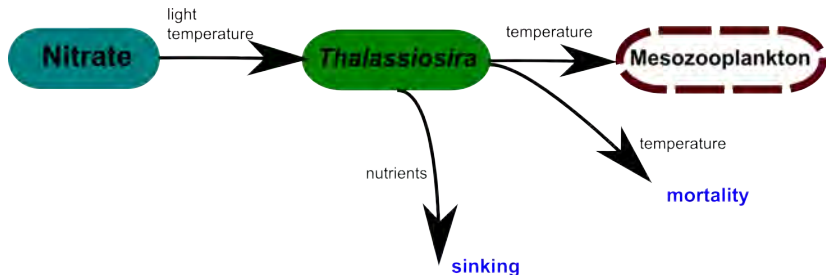 light
temperature
Nitrate
Thalassiosira
temperature
Mesozooplankton
temperature
nutrients
mortality
sinking